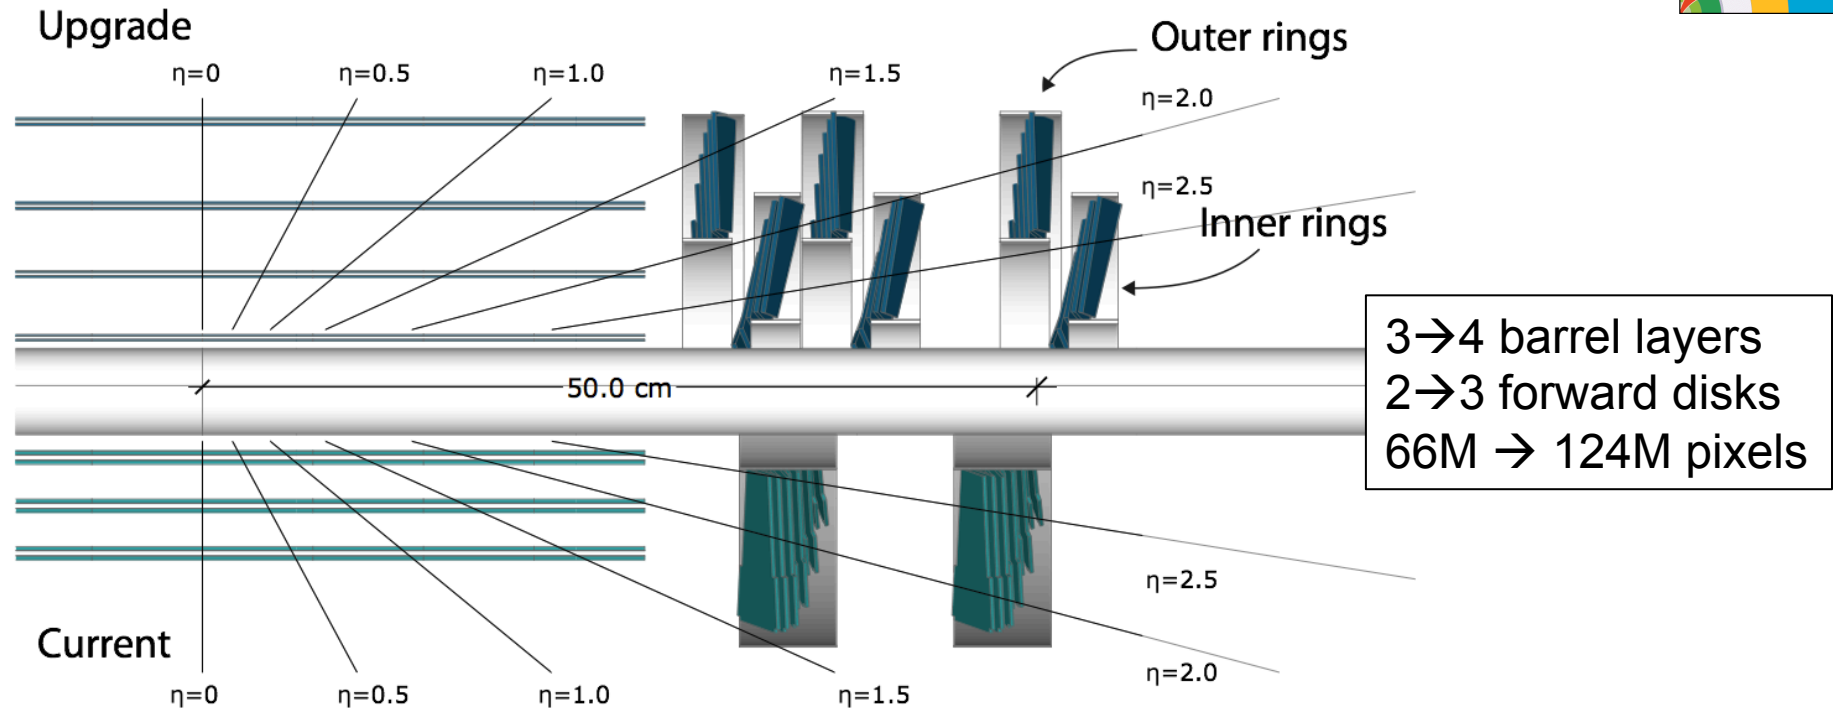 Upgrade
Outer rings
η=0
η=0.5
η=1.0
η=1.5
η=2.0
η=2.5
Inner rings
3→4 barrel layers
2→3 forward disks
66M → 124M pixels
50.0 cm
η=2.5
Current
η=2.0
η=0
η=0.5
η=1.0
η=1.5